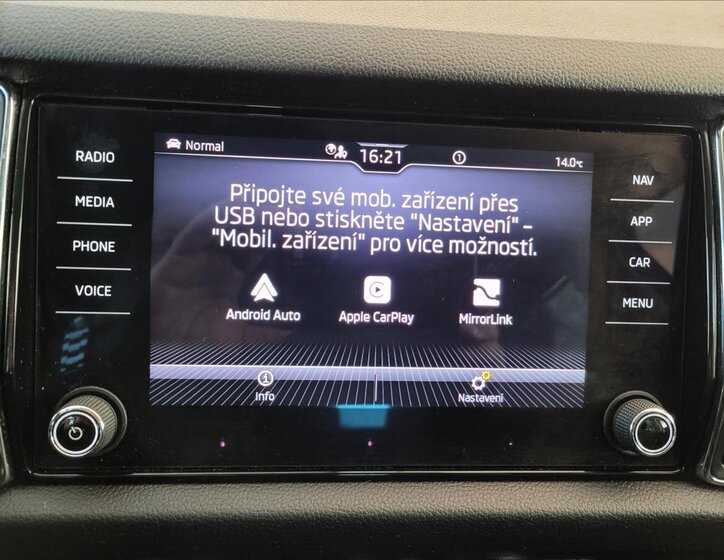 RADIO
MEDIA
PHONE
VOICE
Normal
16:21
1
14.0°C
Připojte své mob. zařízení přes
USB nebo stiskněte "Nastavení" –
"Mobil. zařízení" pro více možností.
Android Auto
Apple CarPlay
MirrorLink
Info
Nastavení
NAV
APP
CAR
MENU